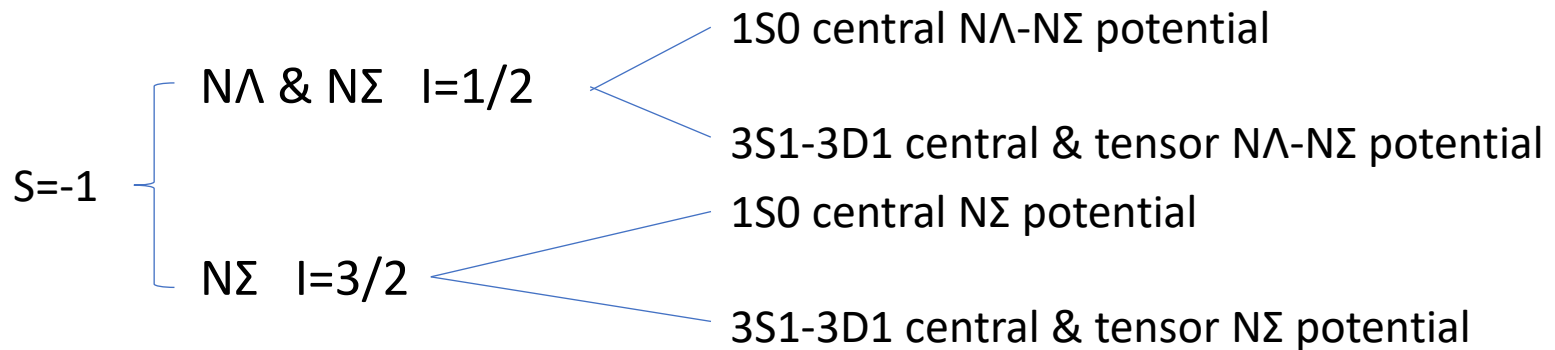 1S0 central NΛ-NΣ potential
NΛ & NΣ I=1/2
3S1-3D1 central & tensor NΛ-NΣ potential
S=-1
1S0 central NΣ potential
NΣ I=3/2
3S1-3D1 central & tensor NΣ potential